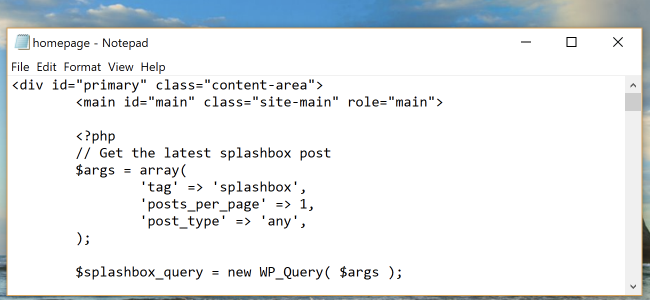 homepage - Notepad
File Edit Format View Help
<div id="primary" class="content-area">
        <main id="main" class="site-main" role="main">

        <?php
        // Get the latest splashbox post
        $args = array(
                'tag' => 'splashbox',
                'posts_per_page' => 1,
                'post_type' => 'any',
        );

        $splashbox_query = new WP_Query( $args );